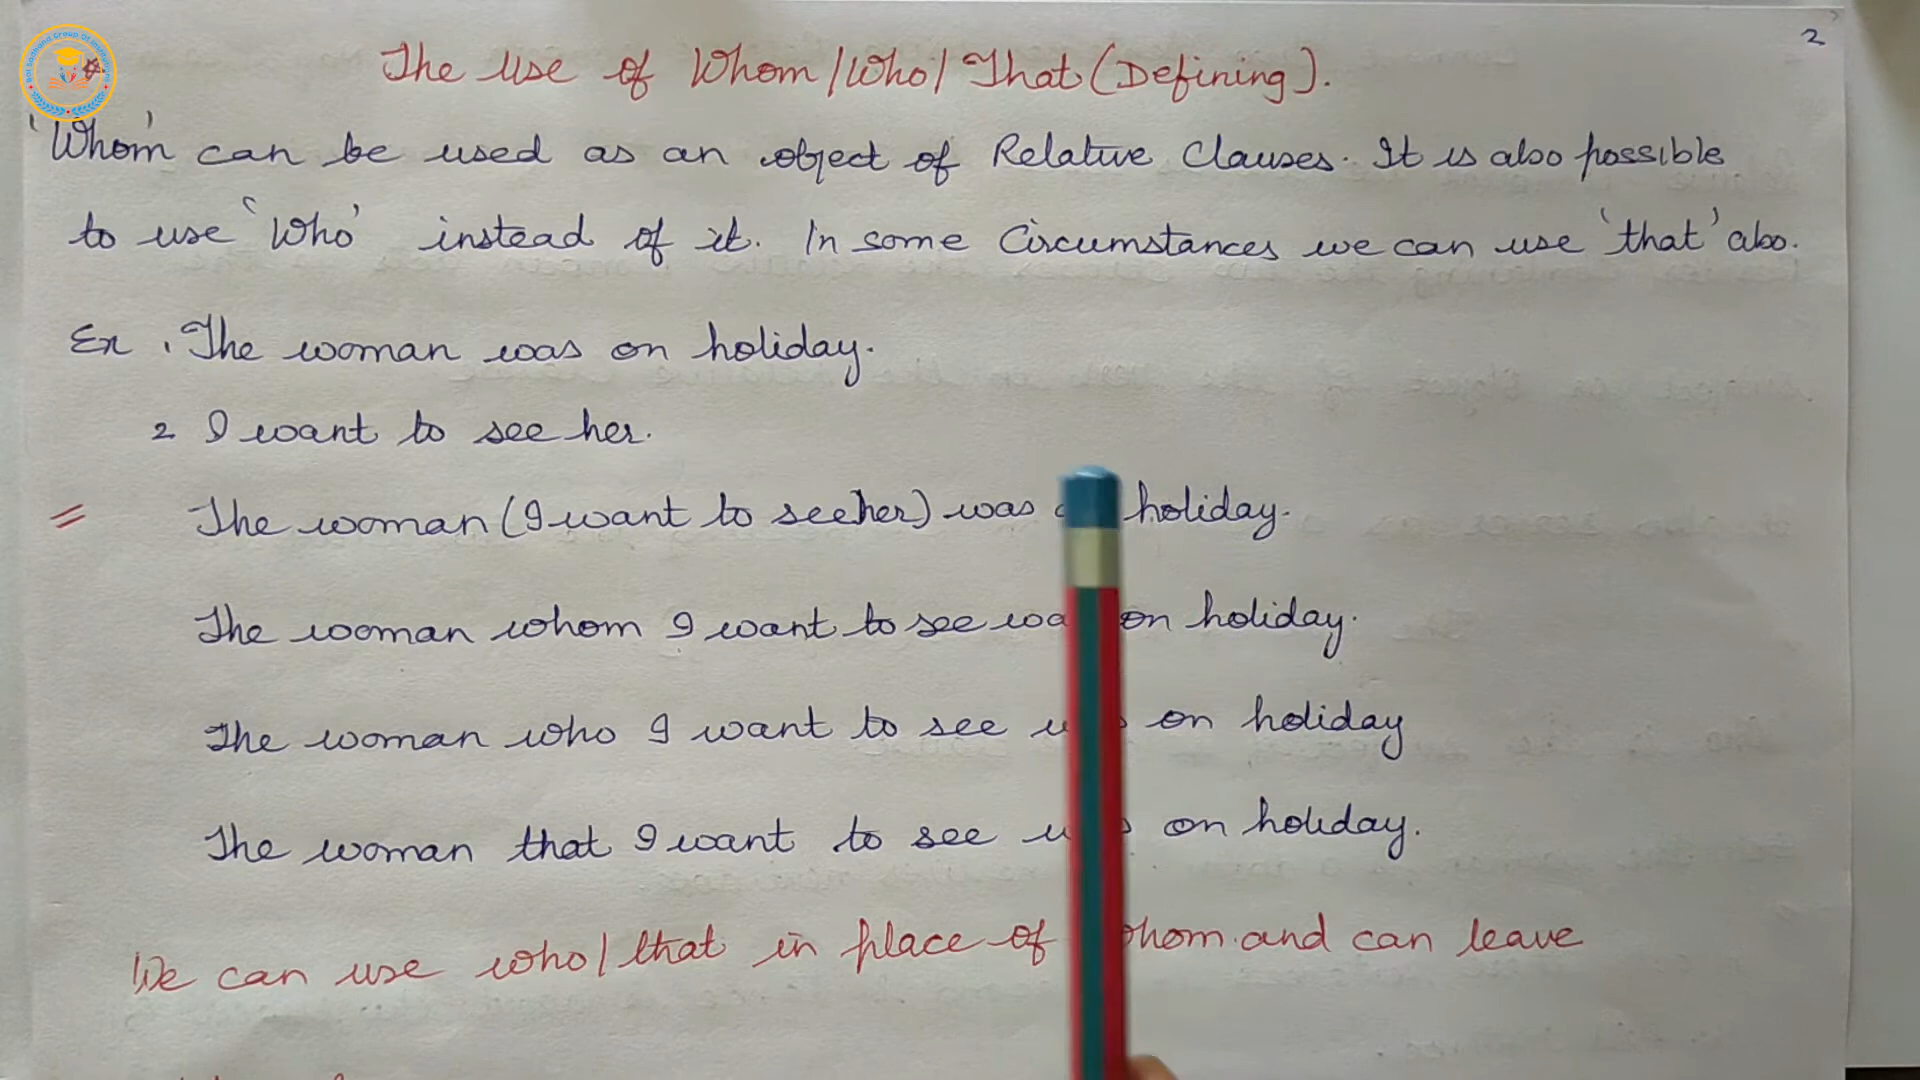 2
The use of Whom/Who/That (Defining).
'Whom' can be used as an object of Relative Clauses. It is also possible
to use 'Who' instead of it. In some Circumstances we can use 'that' also.
Ex 1. The woman was on holiday.
2 I want to see her.
= The woman (I want to see her) was holiday.
The woman whom I want to see wa on holiday.
The woman who I want to see on holiday
The woman that I want to see on holiday.
We can use who/that in place of whom. and can leave